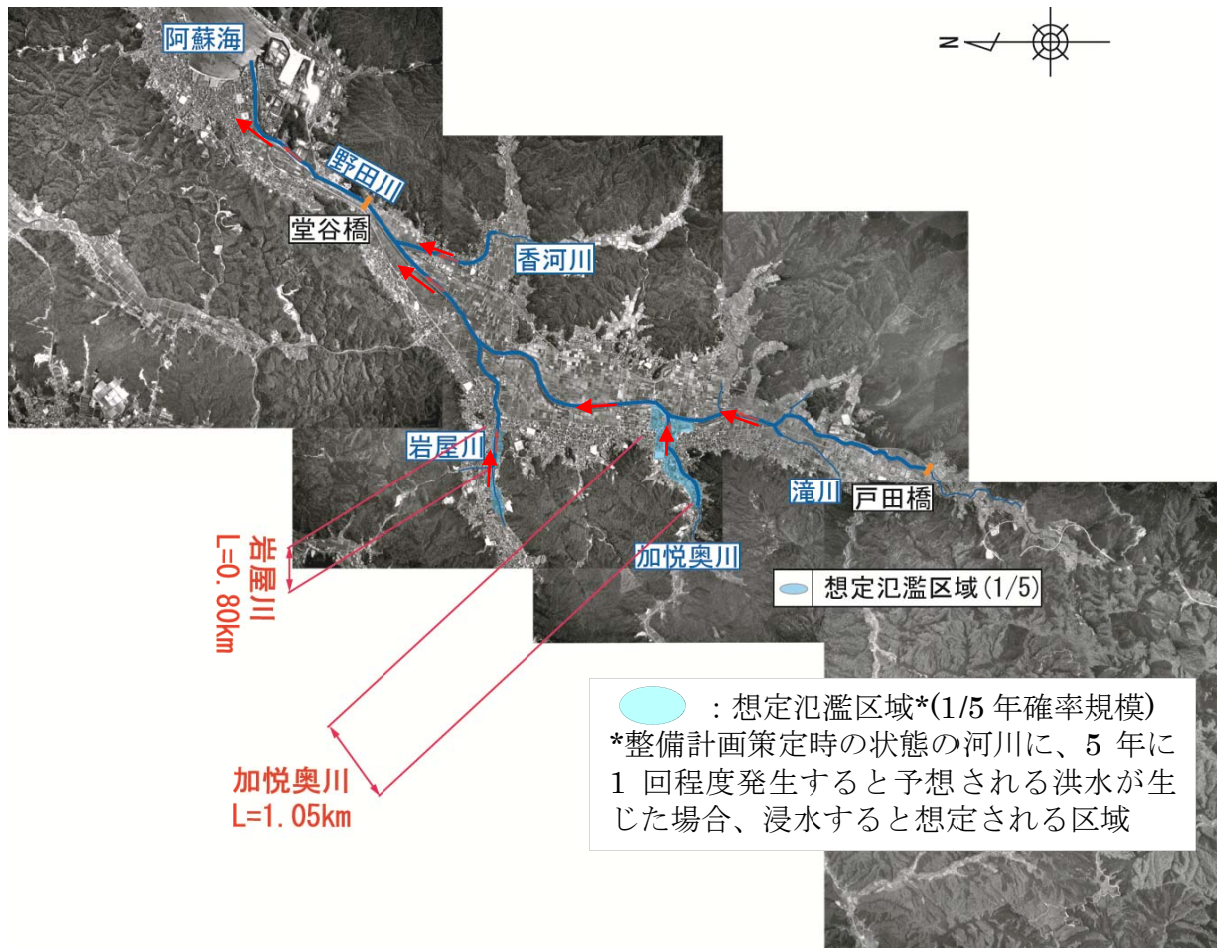 阿蘇海
N
野田川
堂谷橋
香河川
岩屋川
滝川
戸田橋
加悦奥川
想定氾濫区域(1/5)
岩屋川
L=0.80km
加悦奥川
L=1.05km
：想定氾濫区域*(1/5 年確率規模)
*整備計画策定時の状態の河川に、5 年に
1 回程度発生すると予想される洪水が生
じた場合、浸水すると想定される区域